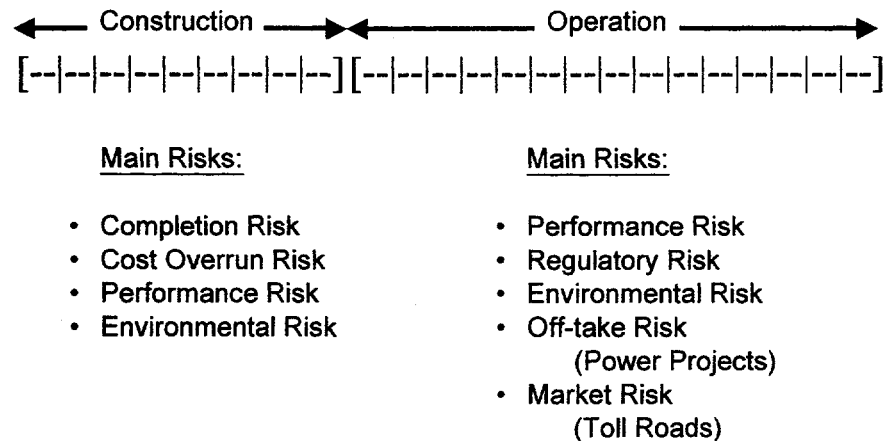 Construction Operation
[--|--|--|--|--|--|--|--|--][--|--|--|--|--|--|--|--|--|--|--|--|--|--]
Main Risks: Main Risks:
• Completion Risk
• Cost Overrun Risk
• Performance Risk
• Environmental Risk
• Performance Risk
• Regulatory Risk
• Environmental Risk
• Off-take Risk
(Power Projects)
• Market Risk
(Toll Roads)